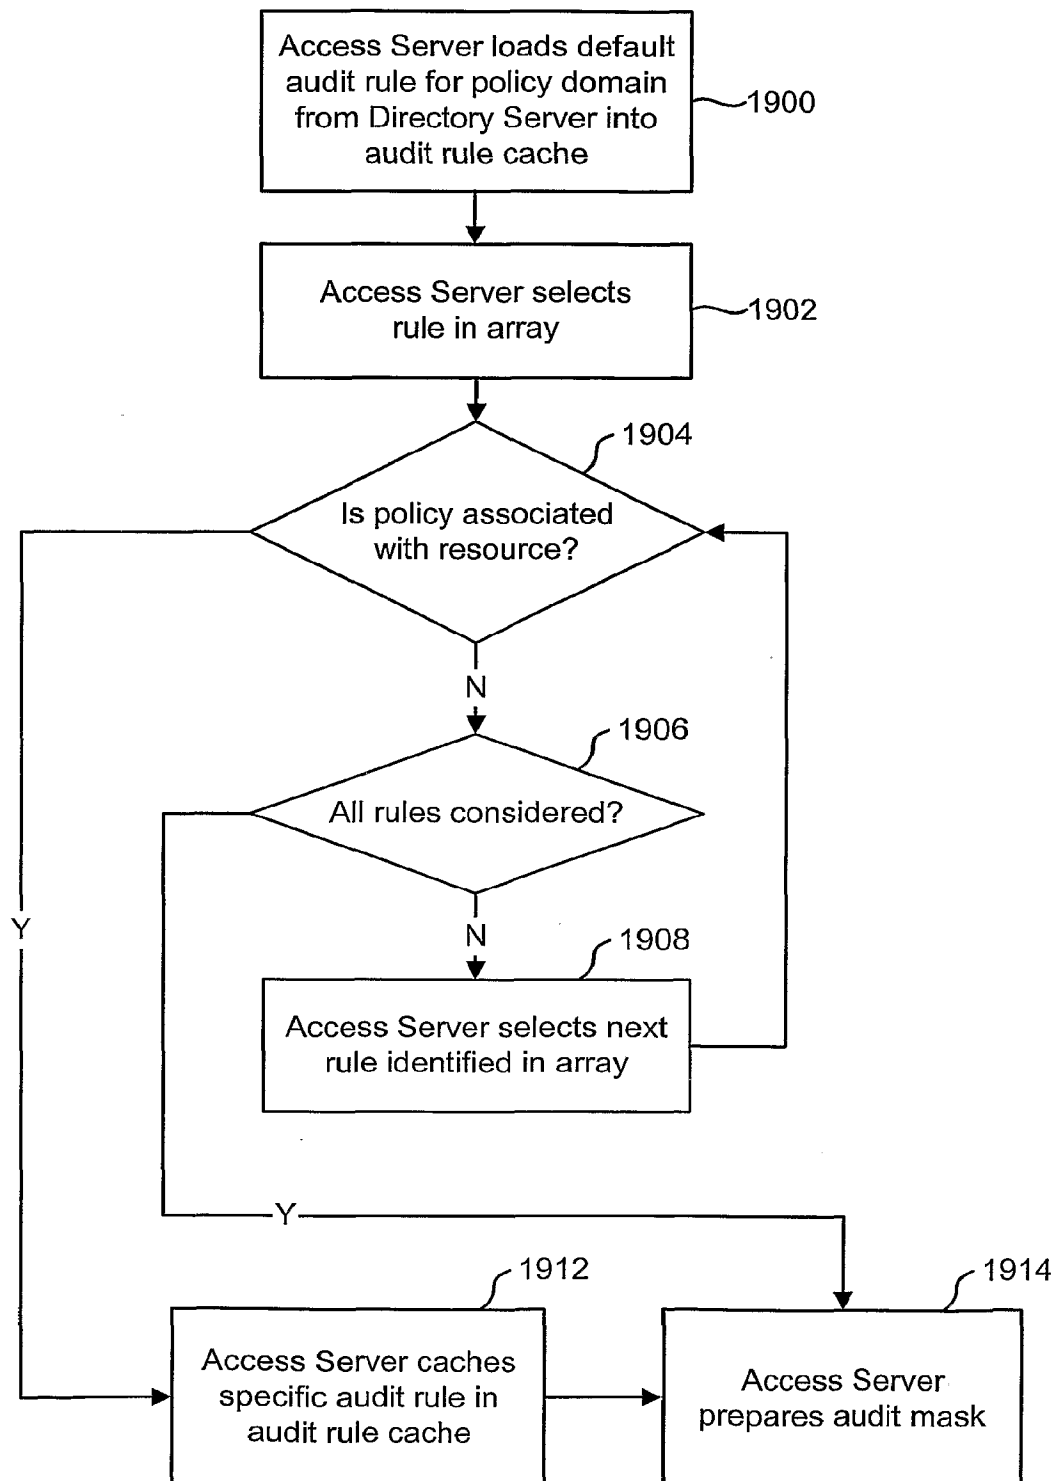 Access Server loads default
audit rule for policy domain
from Directory Server into
audit rule cache
1900
Access Server selects
rule in array
1902
1904
Is policy associated
with resource?
N
1906
All rules considered?
Y
N
1908
Access Server selects next
rule identified in array
Y
1912
1914
Access Server caches
specific audit rule in
audit rule cache
Access Server
prepares audit mask